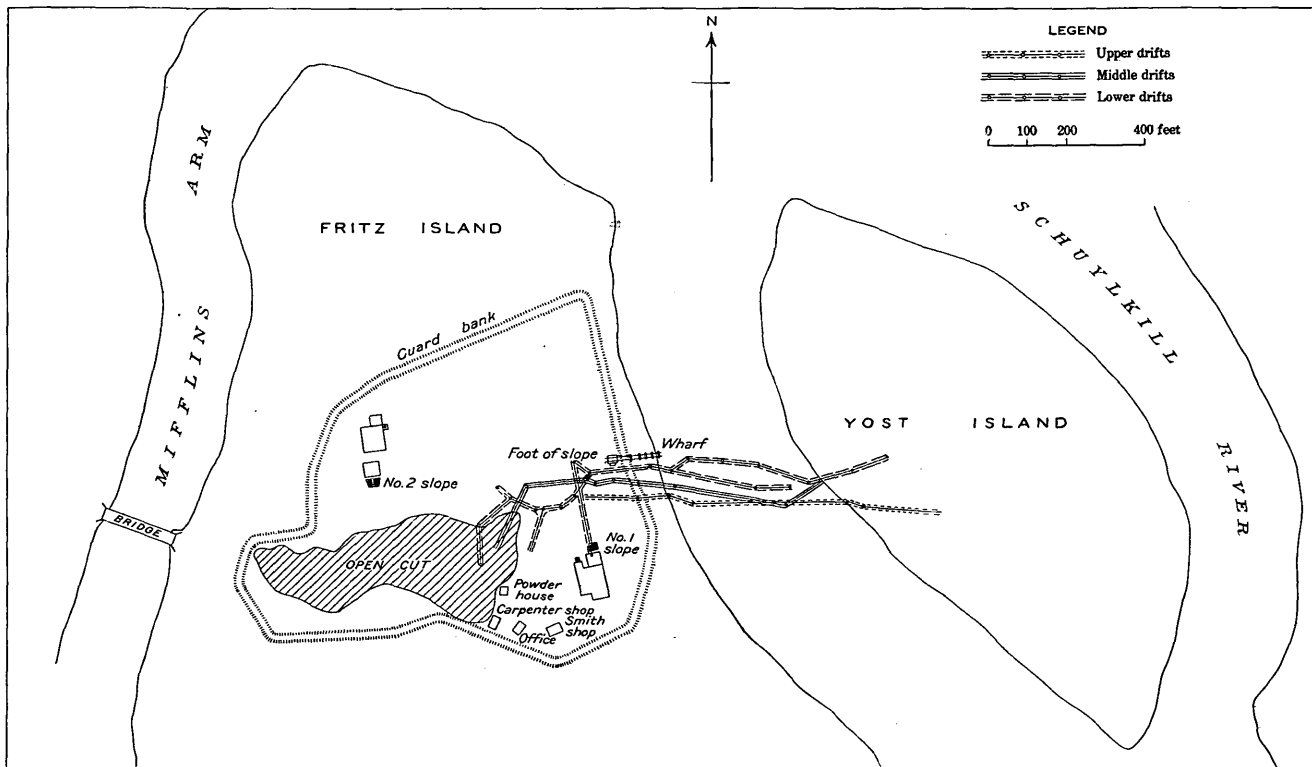 N
LEGEND
Upper drifts
Middle drifts
Lower drifts
0 100 200 400 feet
MIFFLINS ARM
FRITZ ISLAND
SCHUYLKILL RIVER
Guard bank
YOST ISLAND
Wharf
Foot of slope
No. 2 slope
BRIDGE
No. 1
slope
OPEN CUT
Powder
house
Carpenter shop
Smith
shop
Office